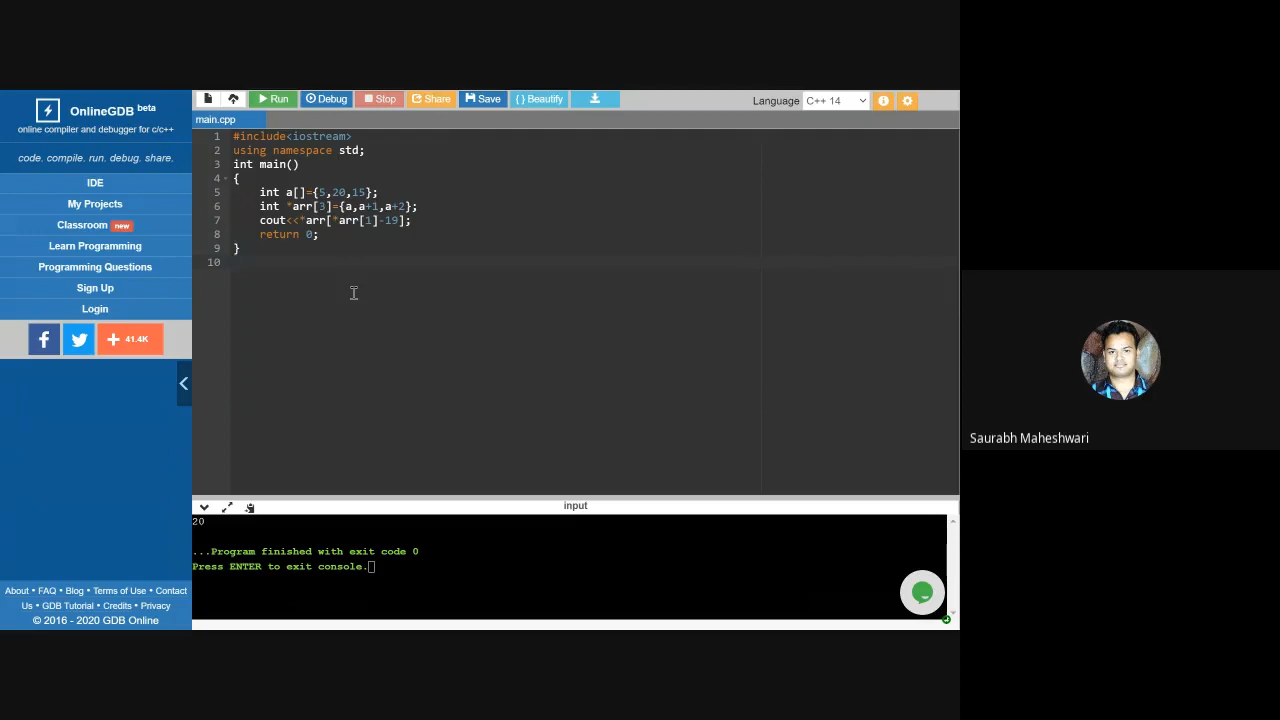 OnlineGDB beta
online compiler and debugger for c/c++
code. compile. run. debug. share.
IDE
My Projects
Classroom new
Learn Programming
Programming Questions
Sign Up
Login
f
+ 41.4K
About • FAQ • Blog • Terms of Use • Contact
Us • GDB Tutorial • Credits • Privacy
© 2016 - 2020 GDB Online
Run Debug Stop Share Save { } Beautify
Language C++ 14
main.cpp
1 #include<iostream>
2 using namespace std;
3 int main()
4 {
5 int a[]={5,20,15};
6 int *arr[3]={a,a+1,a+2};
7 cout<<*arr[*arr[1]-19];
8 return 0;
9 }
10
input
20
...Program finished with exit code 0
Press ENTER to exit console.
Saurabh Maheshwari